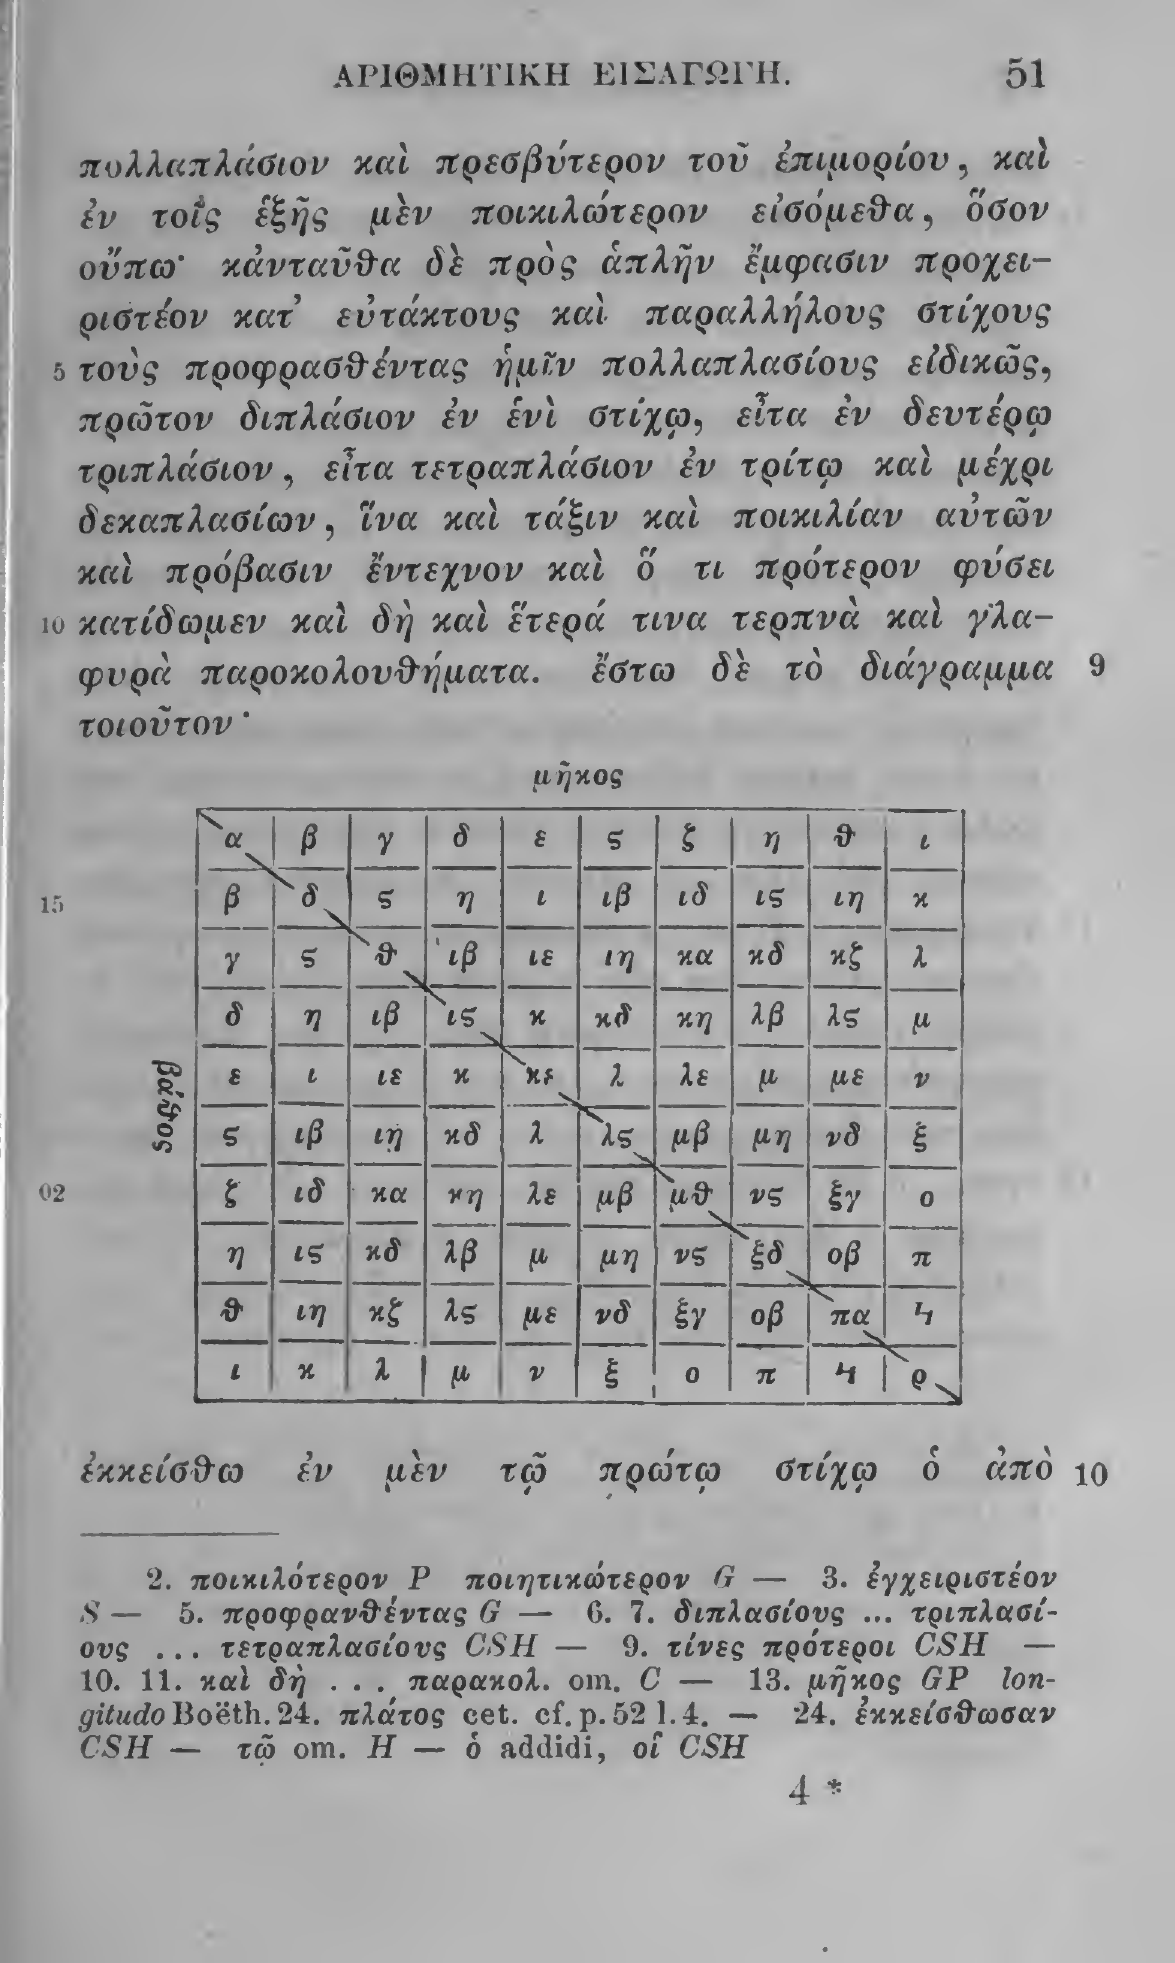 ΑΡΙΘΜΗΤΙΚΗ ΕΙΣΑΓΩΓΗ. 51
πολλαπλάσιον καὶ πρεσβύτερον τοῦ ἐπιμορίου, καὶ
ἐν τοῖς ἑξῆς μὲν ποικιλώτερον εἰσόμεθα, ὅσον
οὔπω· κἀνταῦθα δὲ πρὸς ἁπλῆν ἔμφασιν προχει-
ριστέον κατ' εὐτάκτους καὶ παραλλήλους στίχους
5 τοὺς προφρασθέντας ἡμῖν πολλαπλασίους εἰδικῶς,
πρῶτον διπλάσιον ἐν ἑνὶ στίχῳ, εἶτα ἐν δευτέρῳ
τριπλάσιον, εἶτα τετραπλάσιον ἐν τρίτῳ καὶ μέχρι
δεκαπλασίων, ἵνα καὶ τάξιν καὶ ποικιλίαν αὐτῶν
καὶ πρόβασιν ἔντεχνον καὶ ὅ τι πρότερον φύσει
10 κατίδωμεν καὶ δὴ καὶ ἕτερά τινα τερπνὰ καὶ γλα-
φυρὰ παροκολουθήματα. ἔστω δὲ τὸ διάγραμμα 9
τοιοῦτον·
μῆκος
α β γ δ ε ϛ ζ η θ ι
15 β δ ϛ η ι ιβ ιδ ιϛ ιη κ
γ ϛ θ ιβ ιε ιη κα κδ κζ λ
δ η ιβ ιϛ κ κδ κη λβ λϛ μ
βάθος
ε ι ιε κ κε λ λε μ με ν
ϛ ιβ ιη κδ λ λϛ μβ μη νδ ξ
02 ζ ιδ κα κη λε μβ μθ νϛ ξγ ο
η ιϛ κδ λβ μ μη νϛ ξδ οβ π
θ ιη κζ λϛ με νδ ξγ οβ πα ϟ
ι κ λ μ ν ξ ο π ϟ ρ
ἐκκείσθω ἐν μὲν τῷ πρώτῳ στίχῳ ὁ ἀπὸ 10
2. ποικιλότερον P ποιητικώτερον G — 3. ἐγχειριστέον
S — 5. προφρανθέντας G — 6. 7. διπλασίους ... τριπλασί-
ους ... τετραπλασίους CSH — 9. τίνες πρότεροι CSH —
10. 11. καὶ δὴ ... παρακολ. om. C — 13. μῆκος GP lon-
gitudo Boëth. 24. πλάτος cet. cf. p. 52 l. 4. — 24. ἐκκείσθωσαν
CSH — τῷ om. H — ὁ addidi, οἵ CSH
4 *